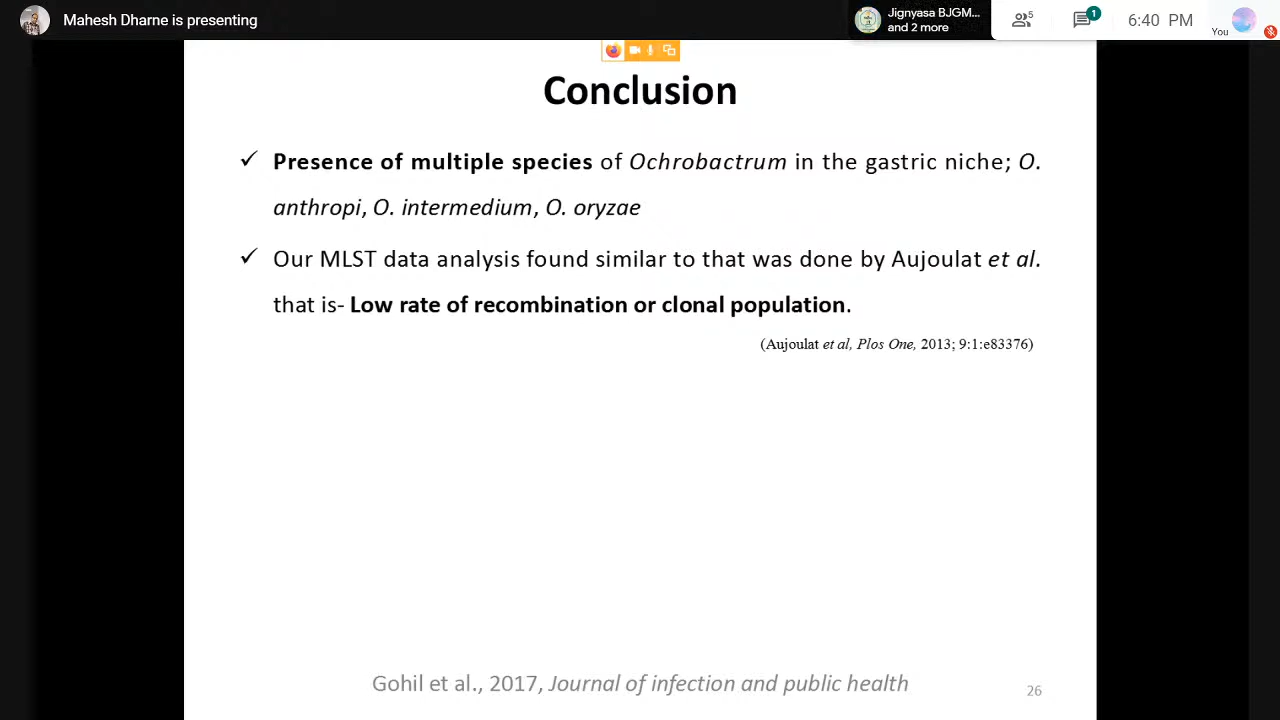 Mahesh Dharne is presenting
Jignyasa BJGM...
and 2 more
5
1
6:40 PM
You
Conclusion
✓ Presence of multiple species of Ochrobactrum in the gastric niche; O.
anthropi, O. intermedium, O. oryzae
✓ Our MLST data analysis found similar to that was done by Aujoulat et al.
that is- Low rate of recombination or clonal population.
(Aujoulat et al, Plos One, 2013; 9:1:e83376)
Gohil et al., 2017, Journal of infection and public health
26